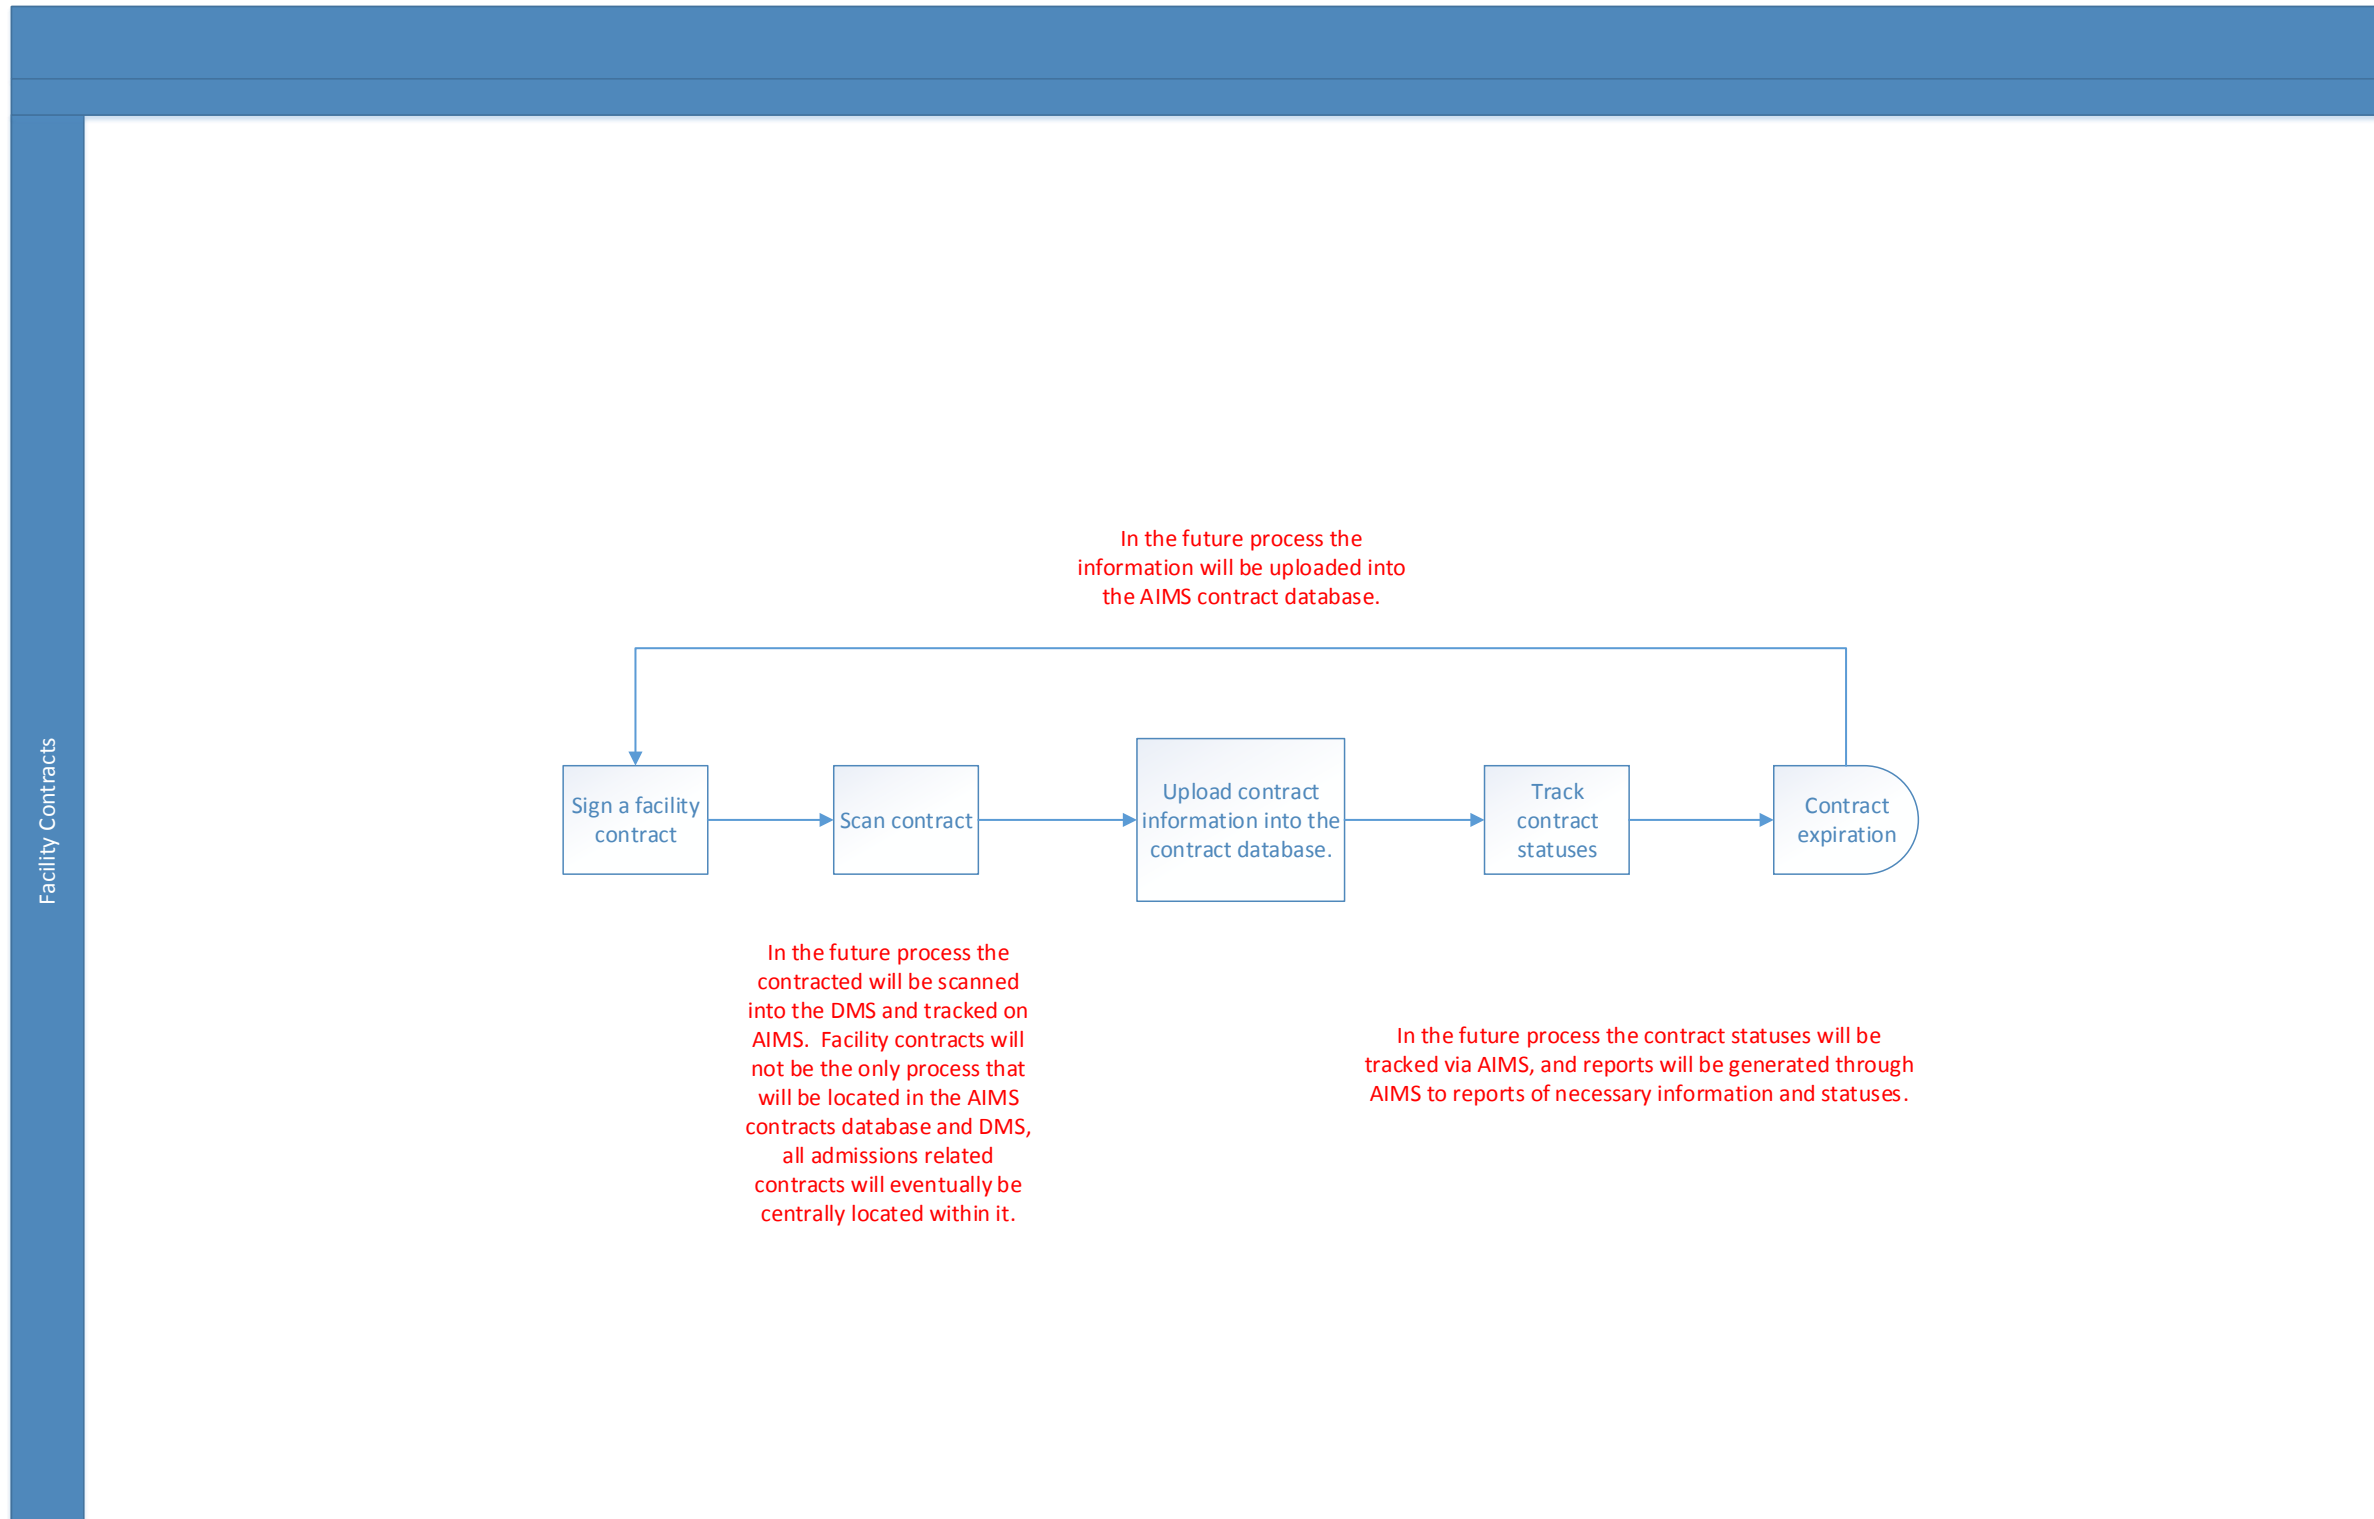 Facility Contracts
In the future process the
information will be uploaded into
the AIMS contract database.
Sign a facility
contract
Scan contract
Upload contract
information into the
contract database.
Track
contract
statuses
Contract
expiration
In the future process the
contracted will be scanned
into the DMS and tracked on
AIMS.  Facility contracts will
not be the only process that
will be located in the AIMS
contracts database and DMS,
all admissions related
contracts will eventually be
centrally located within it.
In the future process the contract statuses will be
tracked via AIMS, and reports will be generated through
AIMS to reports of necessary information and statuses.